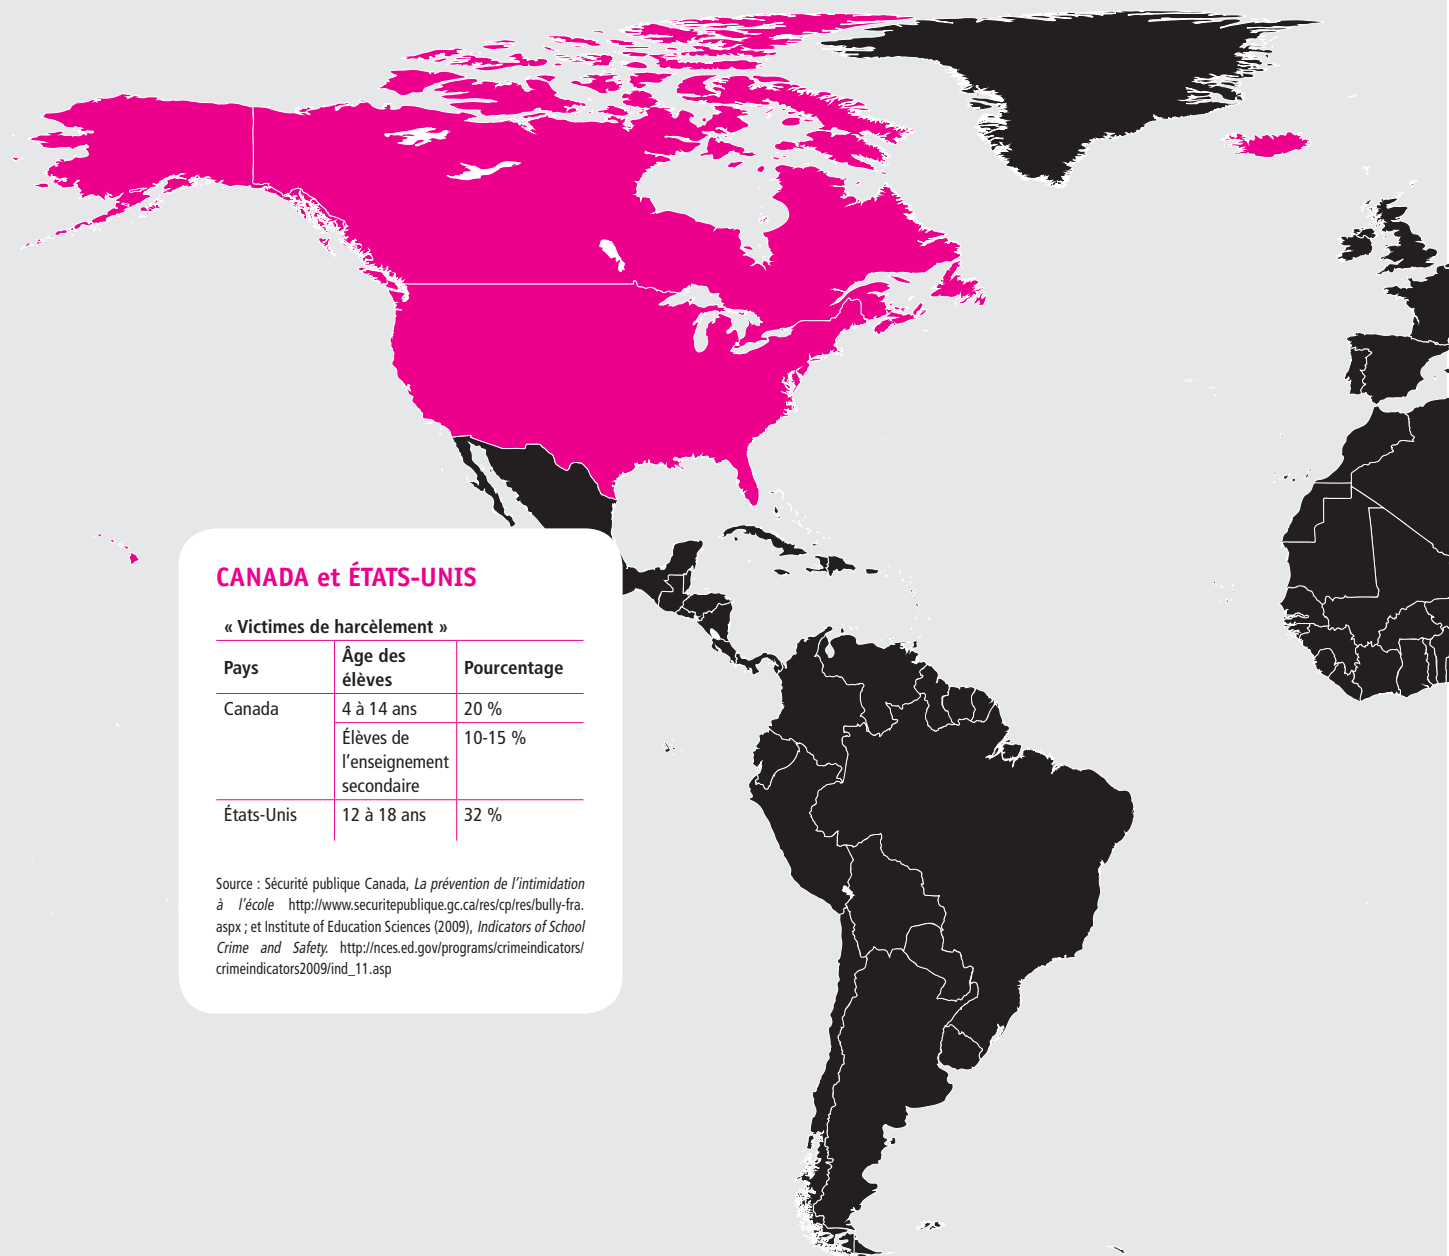 CANADA et ÉTATS-UNIS
« Victimes de harcèlement »
Pays
Âge des
élèves
Pourcentage
Canada
4 à 14 ans
20 %
Élèves de
l’enseignement
secondaire
10-15 %
États-Unis
12 à 18 ans
32 %
Source : Sécurité publique Canada, La prévention de l’intimidation
à l’école http://www.securitepublique.gc.ca/res/cp/res/bully-fra.
aspx ; et Institute of Education Sciences (2009), Indicators of School
Crime and Safety. http://nces.ed.gov/programs/crimeindicators/
crimeindicators2009/ind_11.asp